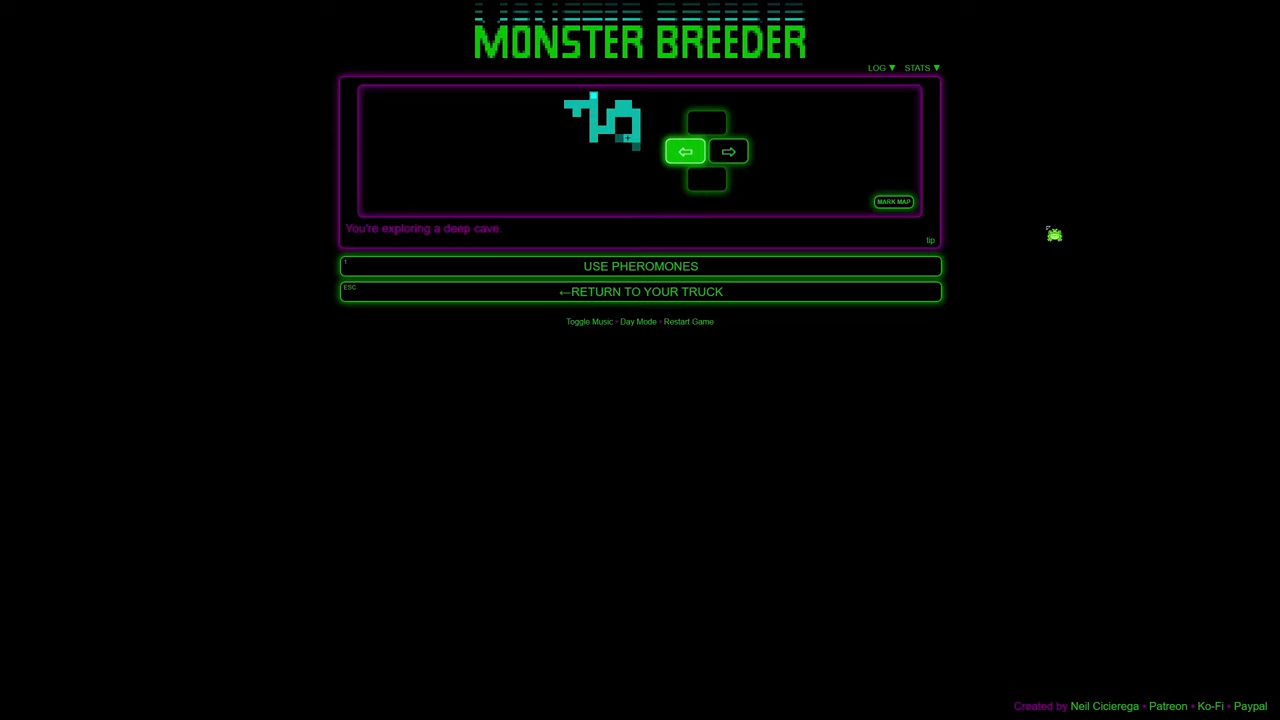 MONSTER BREEDER
LOG ▼ STATS ▼
⇦ ⇨
MARK MAP
You're exploring a deep cave.
tip
1 USE PHEROMONES
ESC ←RETURN TO YOUR TRUCK
Toggle Music • Day Mode • Restart Game
Created by Neil Cicierega • Patreon • Ko-Fi • Paypal